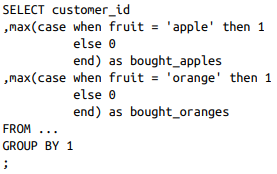 SELECT customer_id
,max(case when fruit = 'apple' then 1
else 0
end) as bought_apples
,max(case when fruit = 'orange' then 1
else 0
end) as bought_oranges
FROM ...
GROUP BY 1
;